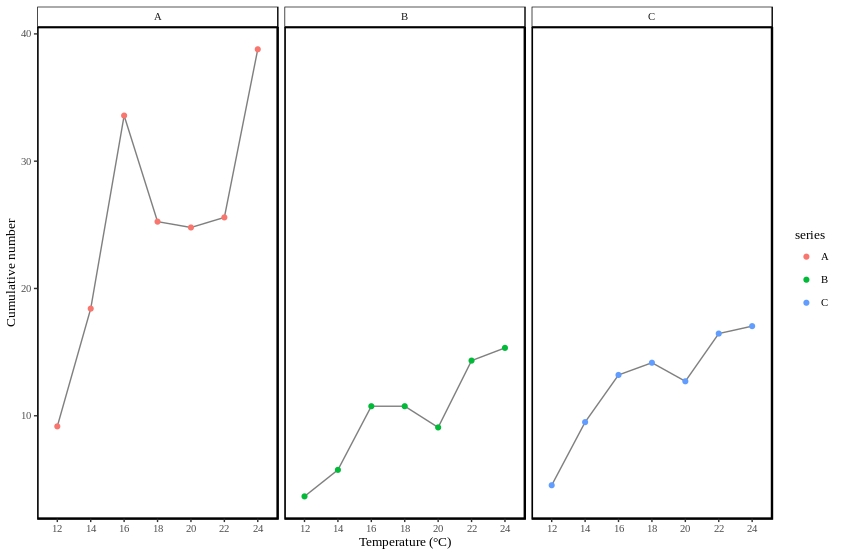 A B C
40
30
20
10
Cumulative number
12 14 16 18 20 22 24 12 14 16 18 20 22 24 12 14 16 18 20 22 24
Temperature (°C)
series
A
B
C